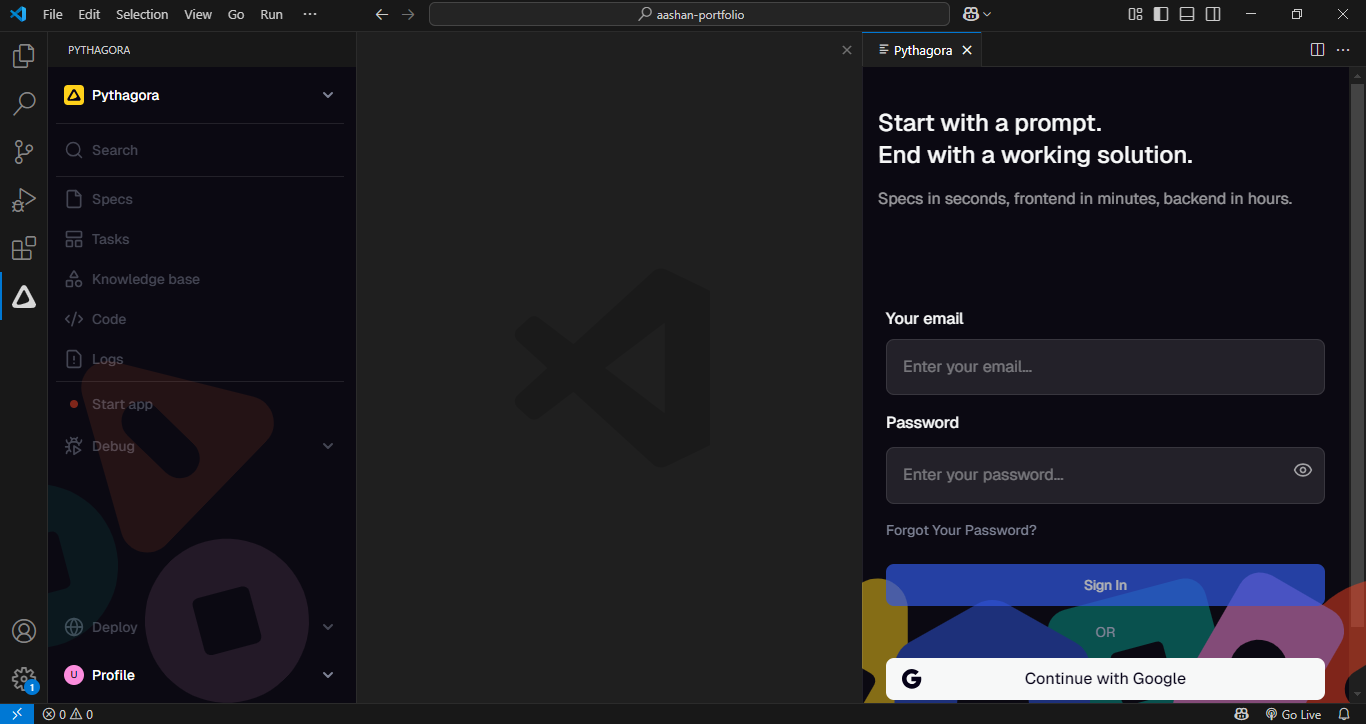 File Edit Selection View Go Run ···
aashan-portfolio
PYTHAGORA
Pythagora
Search
Specs
Tasks
Knowledge base
Code
Logs
Start app
Debug
Deploy
U Profile
1
Pythagora
Start with a prompt.
End with a working solution.
Specs in seconds, frontend in minutes, backend in hours.
Your email
Enter your email...
Password
Enter your password...
Forgot Your Password?
Sign In
OR
G Continue with Google
0 0
Go Live